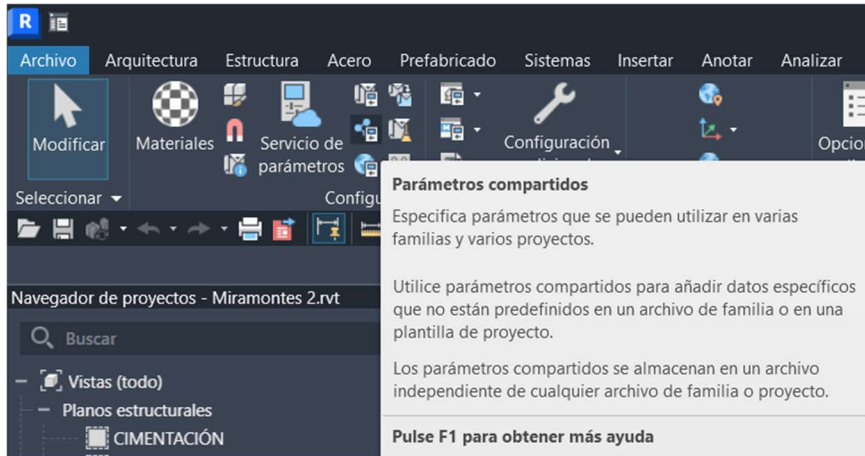 R
Archivo Arquitectura Estructura Acero Prefabricado Sistemas Insertar Anotar Analizar
Modificar
Materiales
Servicio de
parámetros
Configuración
Seleccionar
Parámetros compartidos
Especifica parámetros que se pueden utilizar en varias
familias y varios proyectos.
Utilice parámetros compartidos para añadir datos específicos
que no están predefinidos en un archivo de familia o en una
plantilla de proyecto.
Los parámetros compartidos se almacenan en un archivo
independiente de cualquier archivo de familia o proyecto.
Pulse F1 para obtener más ayuda
Navegador de proyectos - Miramontes 2.rvt
Buscar
Vistas (todo)
Planos estructurales
CIMENTACIÓN